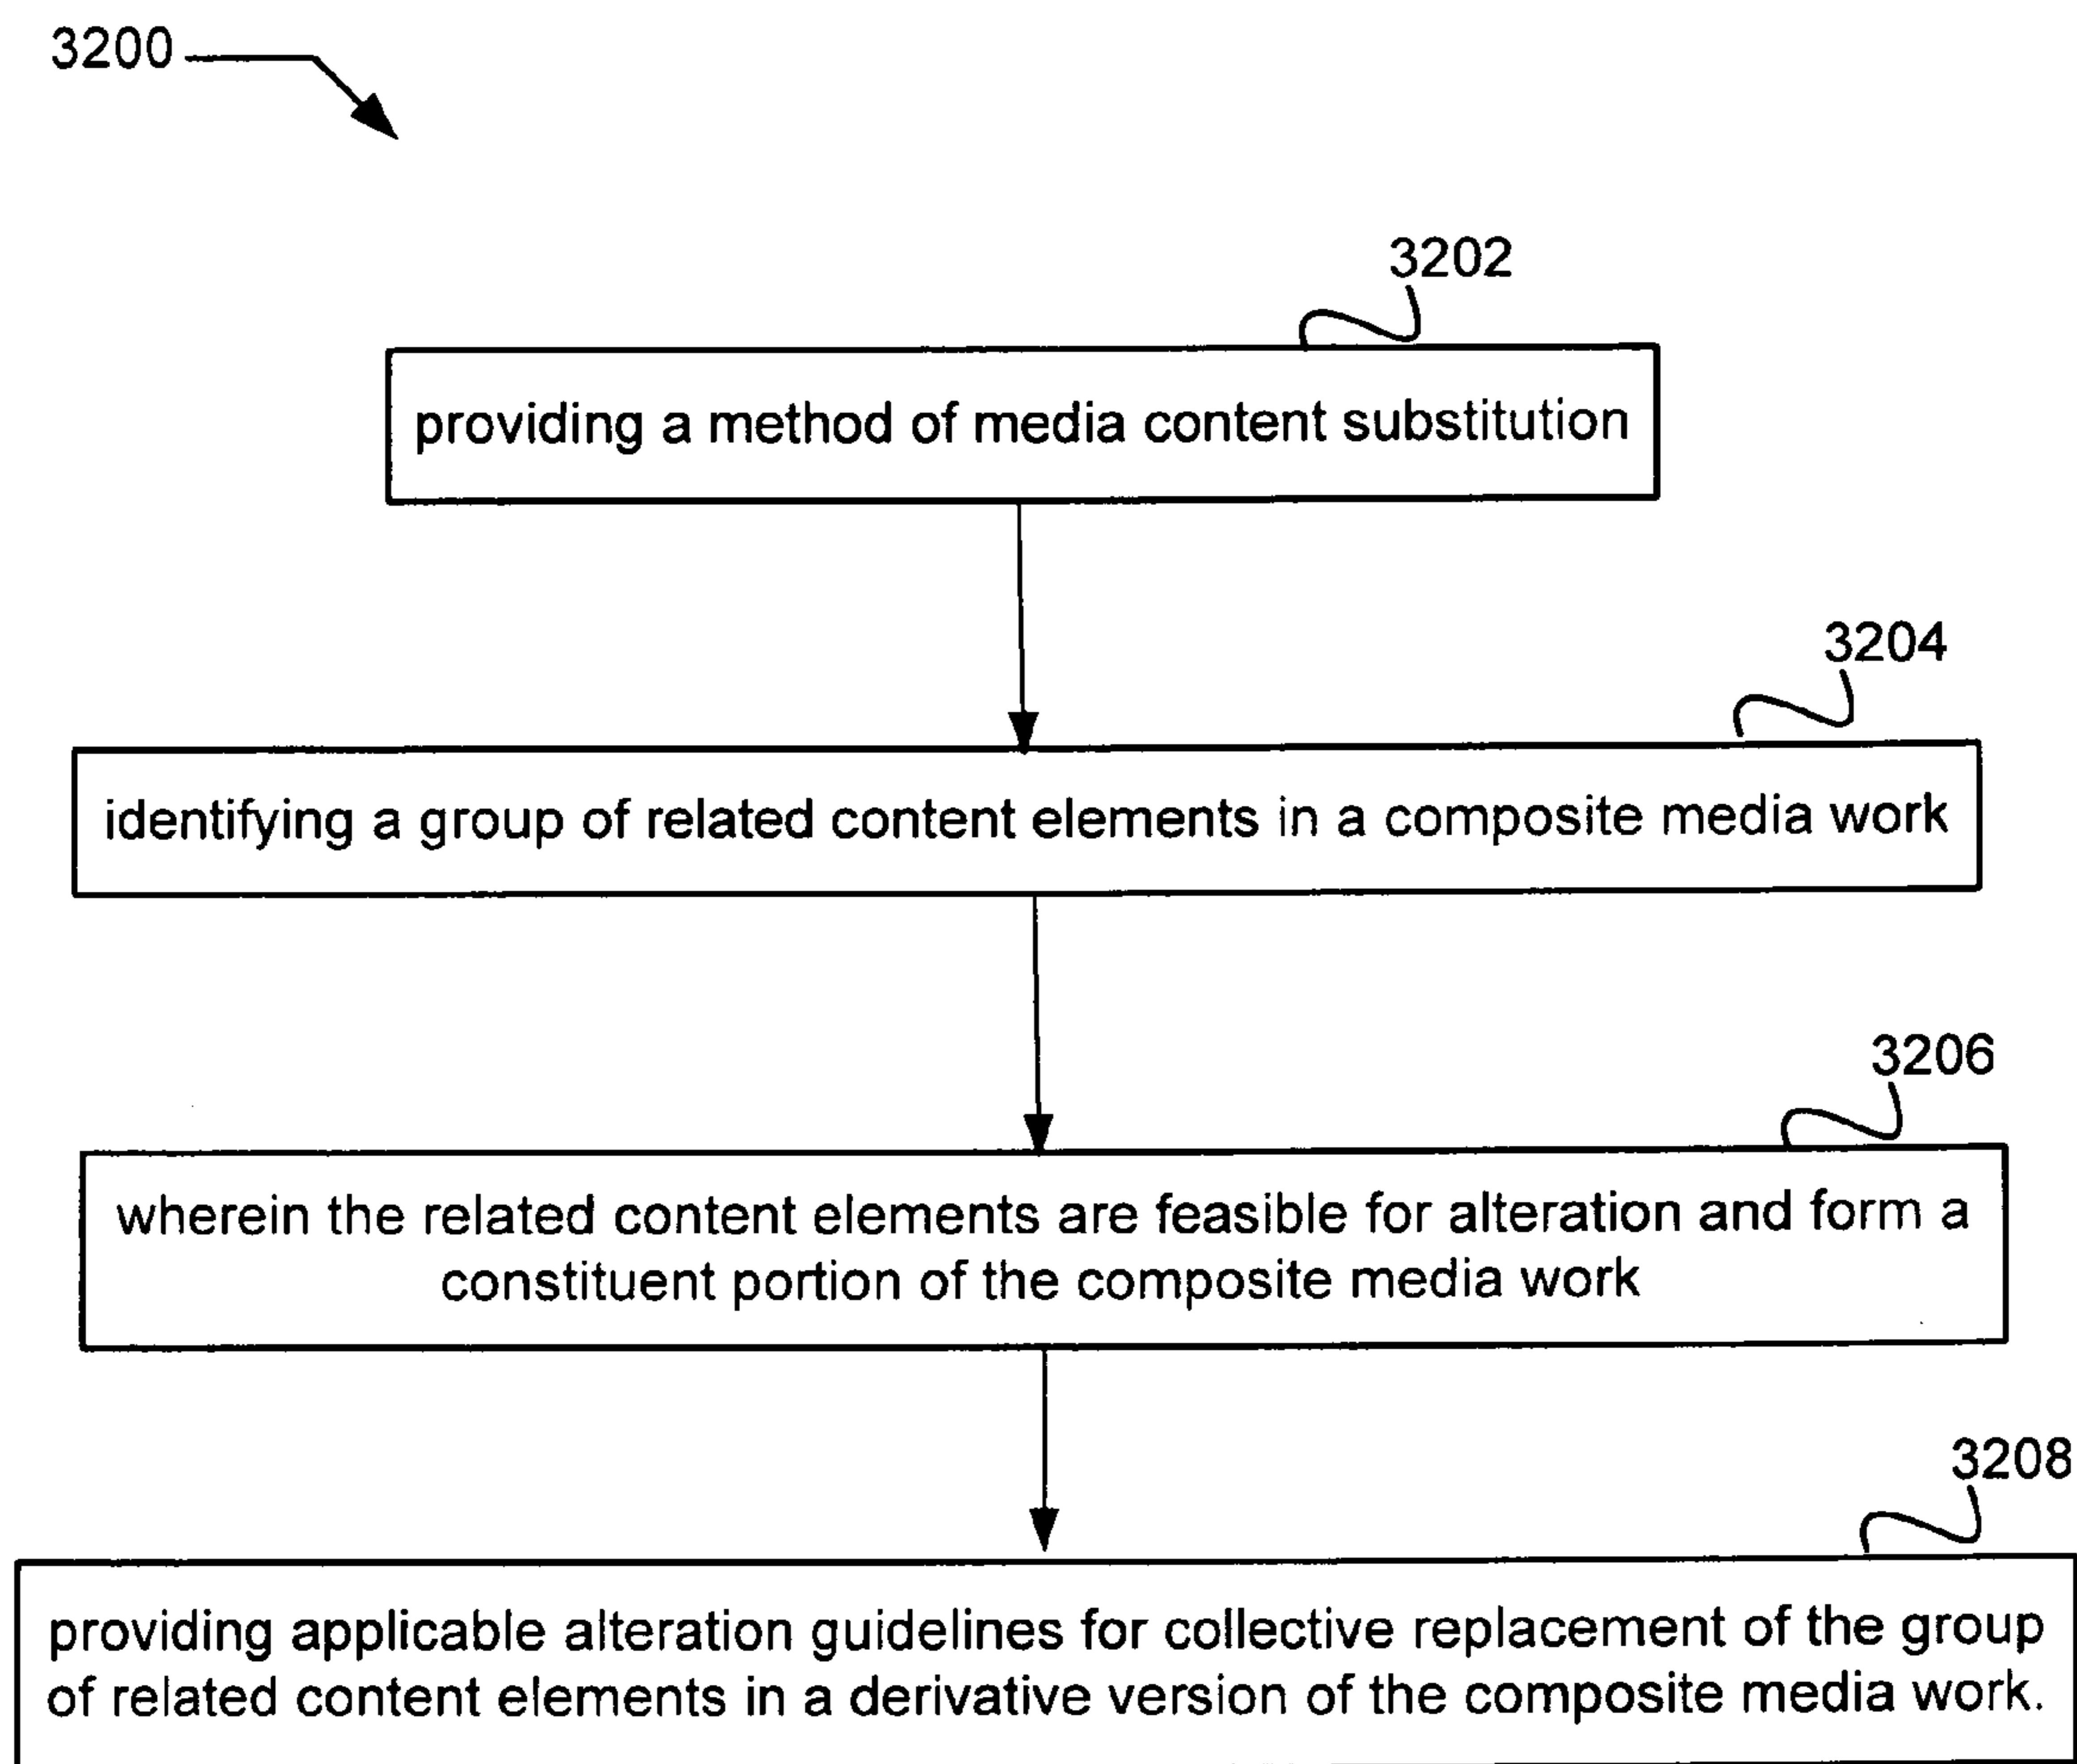 3200
3202
providing a method of media content substitution
3204
identifying a group of related content elements in a composite media work
3206
wherein the related content elements are feasible for alteration and form a
constituent portion of the composite media work
3208
providing applicable alteration guidelines for collective replacement of the group
of related content elements in a derivative version of the composite media work.